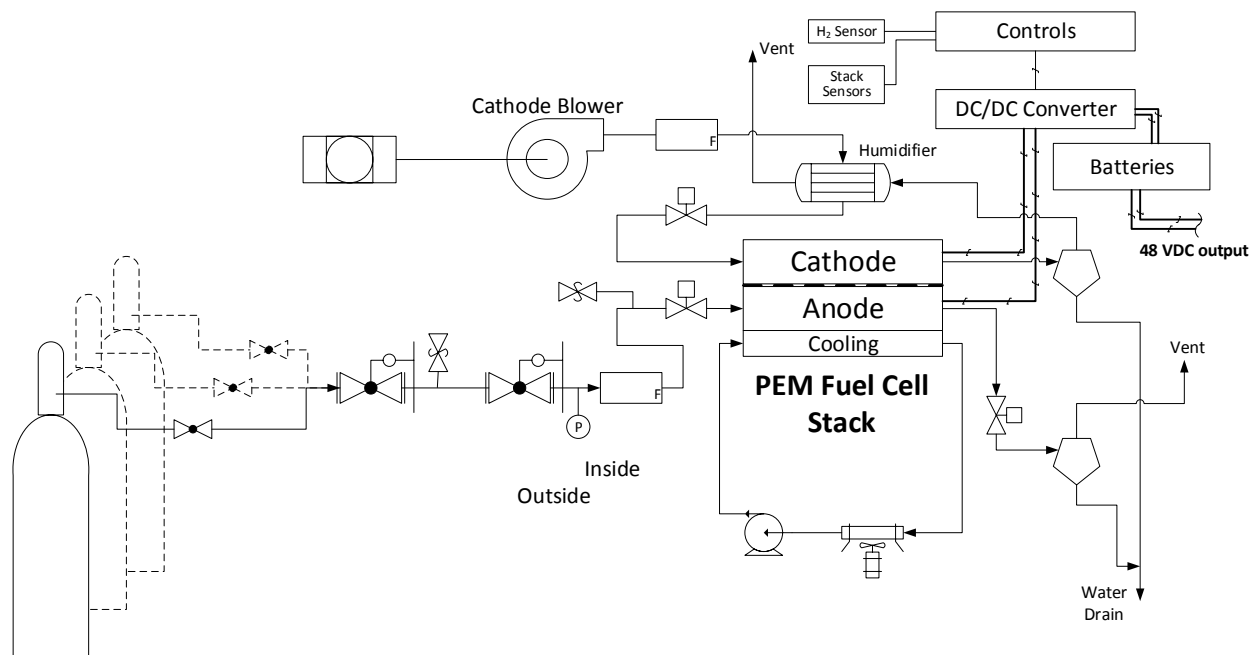 H₂ Sensor
Controls
Vent
Stack
Sensors
Cathode Blower
DC/DC Converter
F
Humidifier
Batteries
48 VDC output
Cathode
Anode
Cooling
PEM Fuel Cell
Stack
F
P
Vent
Inside
Outside
Water
Drain